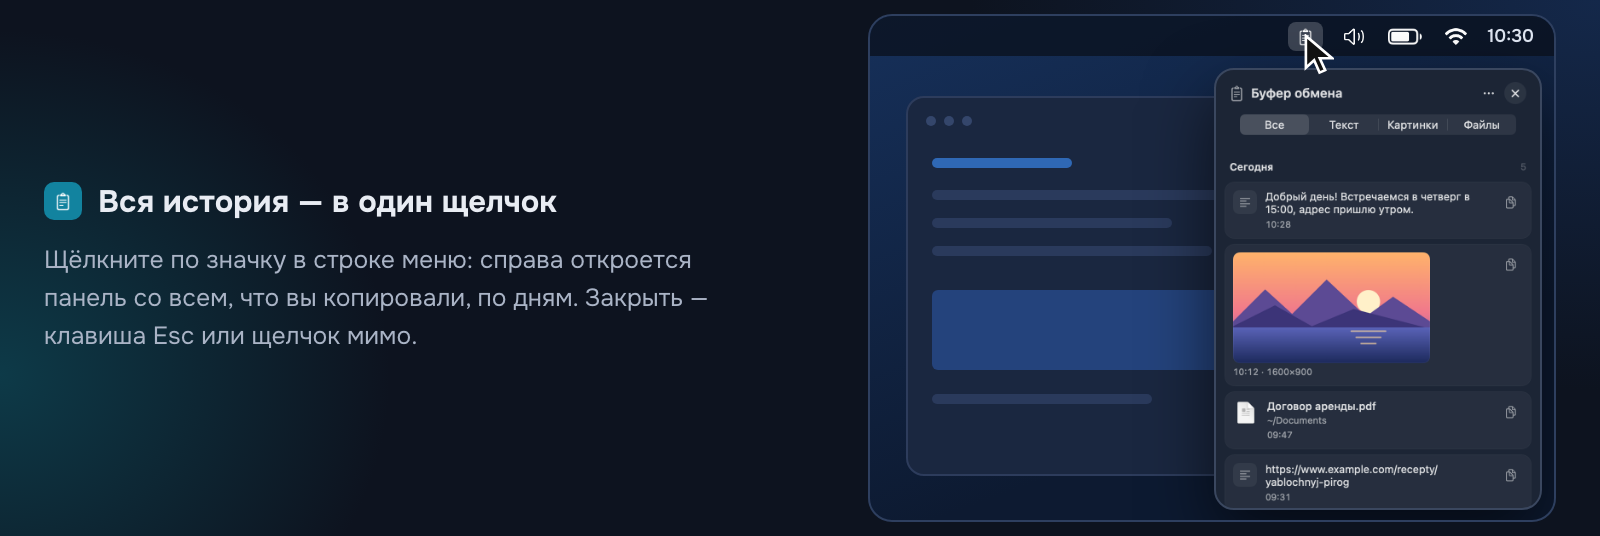 Вся история — в один щелчок
Щёлкните по значку в строке меню: справа откроется
панель со всем, что вы копировали, по дням. Закрыть —
клавиша Esc или щелчок мимо.
10:30
Буфер обмена
Все Текст Картинки Файлы
Сегодня 5
Добрый день! Встречаемся в четверг в
15:00, адрес пришлю утром.
10:28
10:12 · 1600×900
Договор аренды.pdf
~/Documents
09:47
https://www.example.com/recepty/
yablochnyj-pirog
09:31